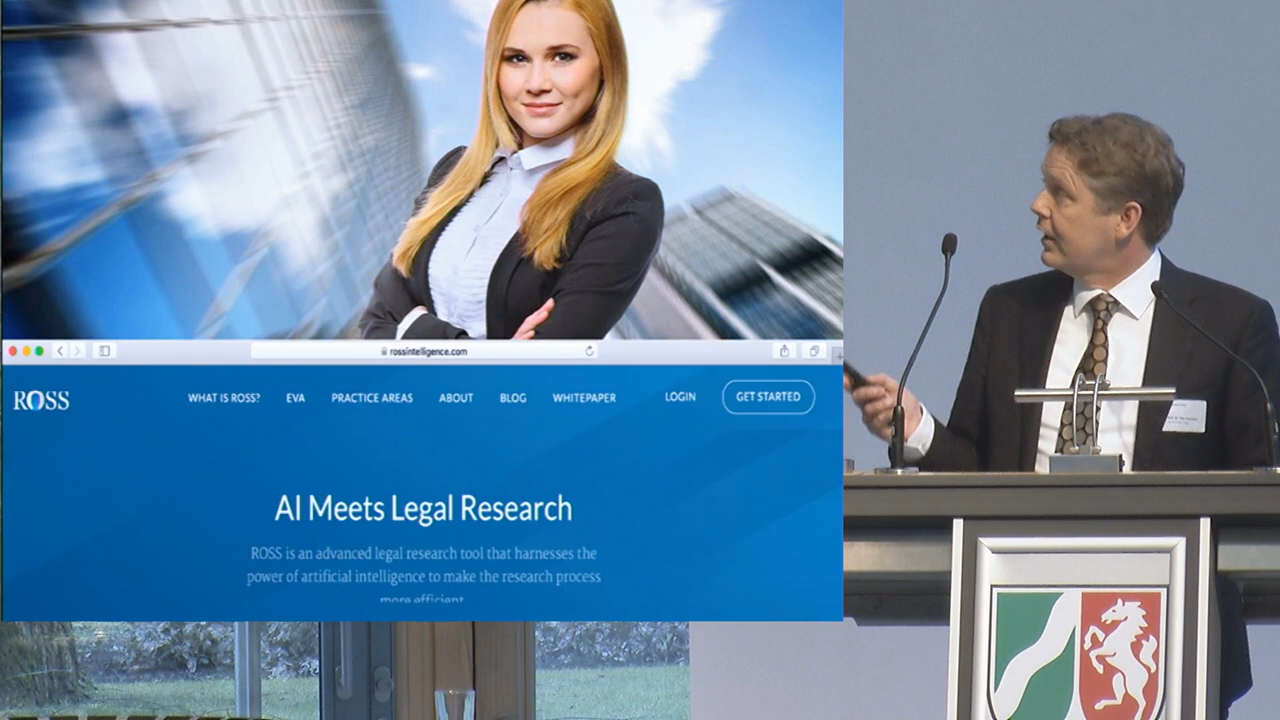 rossintelligence.com
ROSS
WHAT IS ROSS? EVA PRACTICE AREAS ABOUT BLOG WHITEPAPER LOGIN GET STARTED
AI Meets Legal Research
ROSS is an advanced legal research tool that harnesses the
power of artificial intelligence to make the research process
more efficient